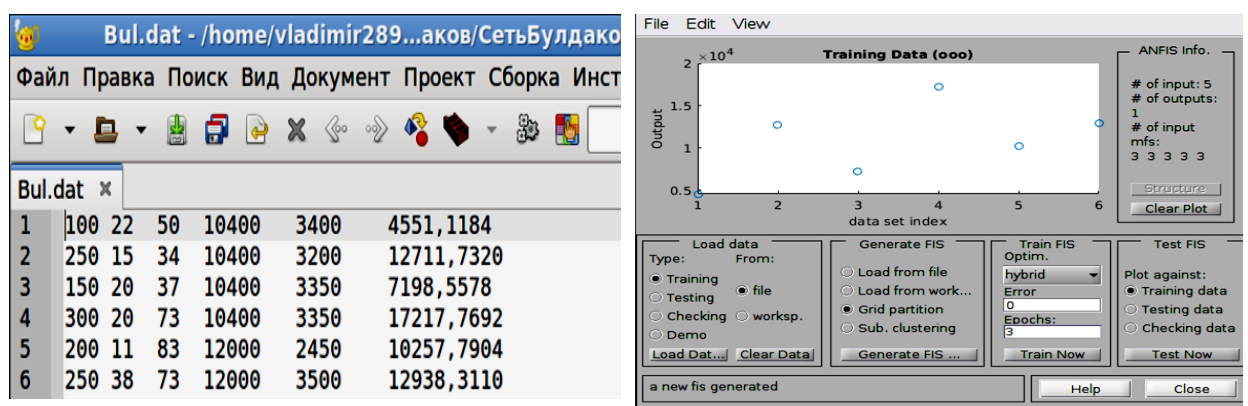 Bul.dat - /home/vladimir289...аков/СетьБулдако
Файл Правка Поиск Вид Документ Проект Сборка Инст
Bul.dat ×
1 100 22 50 10400 3400 4551,1184
2 250 15 34 10400 3200 12711,7320
3 150 20 37 10400 3350 7198,5578
4 300 20 73 10400 3350 17217,7692
5 200 11 83 12000 2450 10257,7904
6 250 38 73 12000 3500 12938,3110
File Edit View
×10⁴
Training Data (ooo)
2
1.5
1
0.5
Output
1 2 3 4 5 6
data set index
ANFIS Info.
# of input: 5
# of outputs:
1
# of input
mfs:
3 3 3 3 3
Structure
Clear Plot
Load data
Type: From:
Training
Testing
Checking
Demo
file
worksp.
Load Dat... Clear Data
Generate FIS
Load from file
Load from work...
Grid partition
Sub. clustering
Generate FIS ...
Train FIS
Optim.
hybrid
Error
0
Epochs:
3
Train Now
Test FIS
Plot against:
Training data
Testing data
Checking data
Test Now
a new fis generated
Help Close